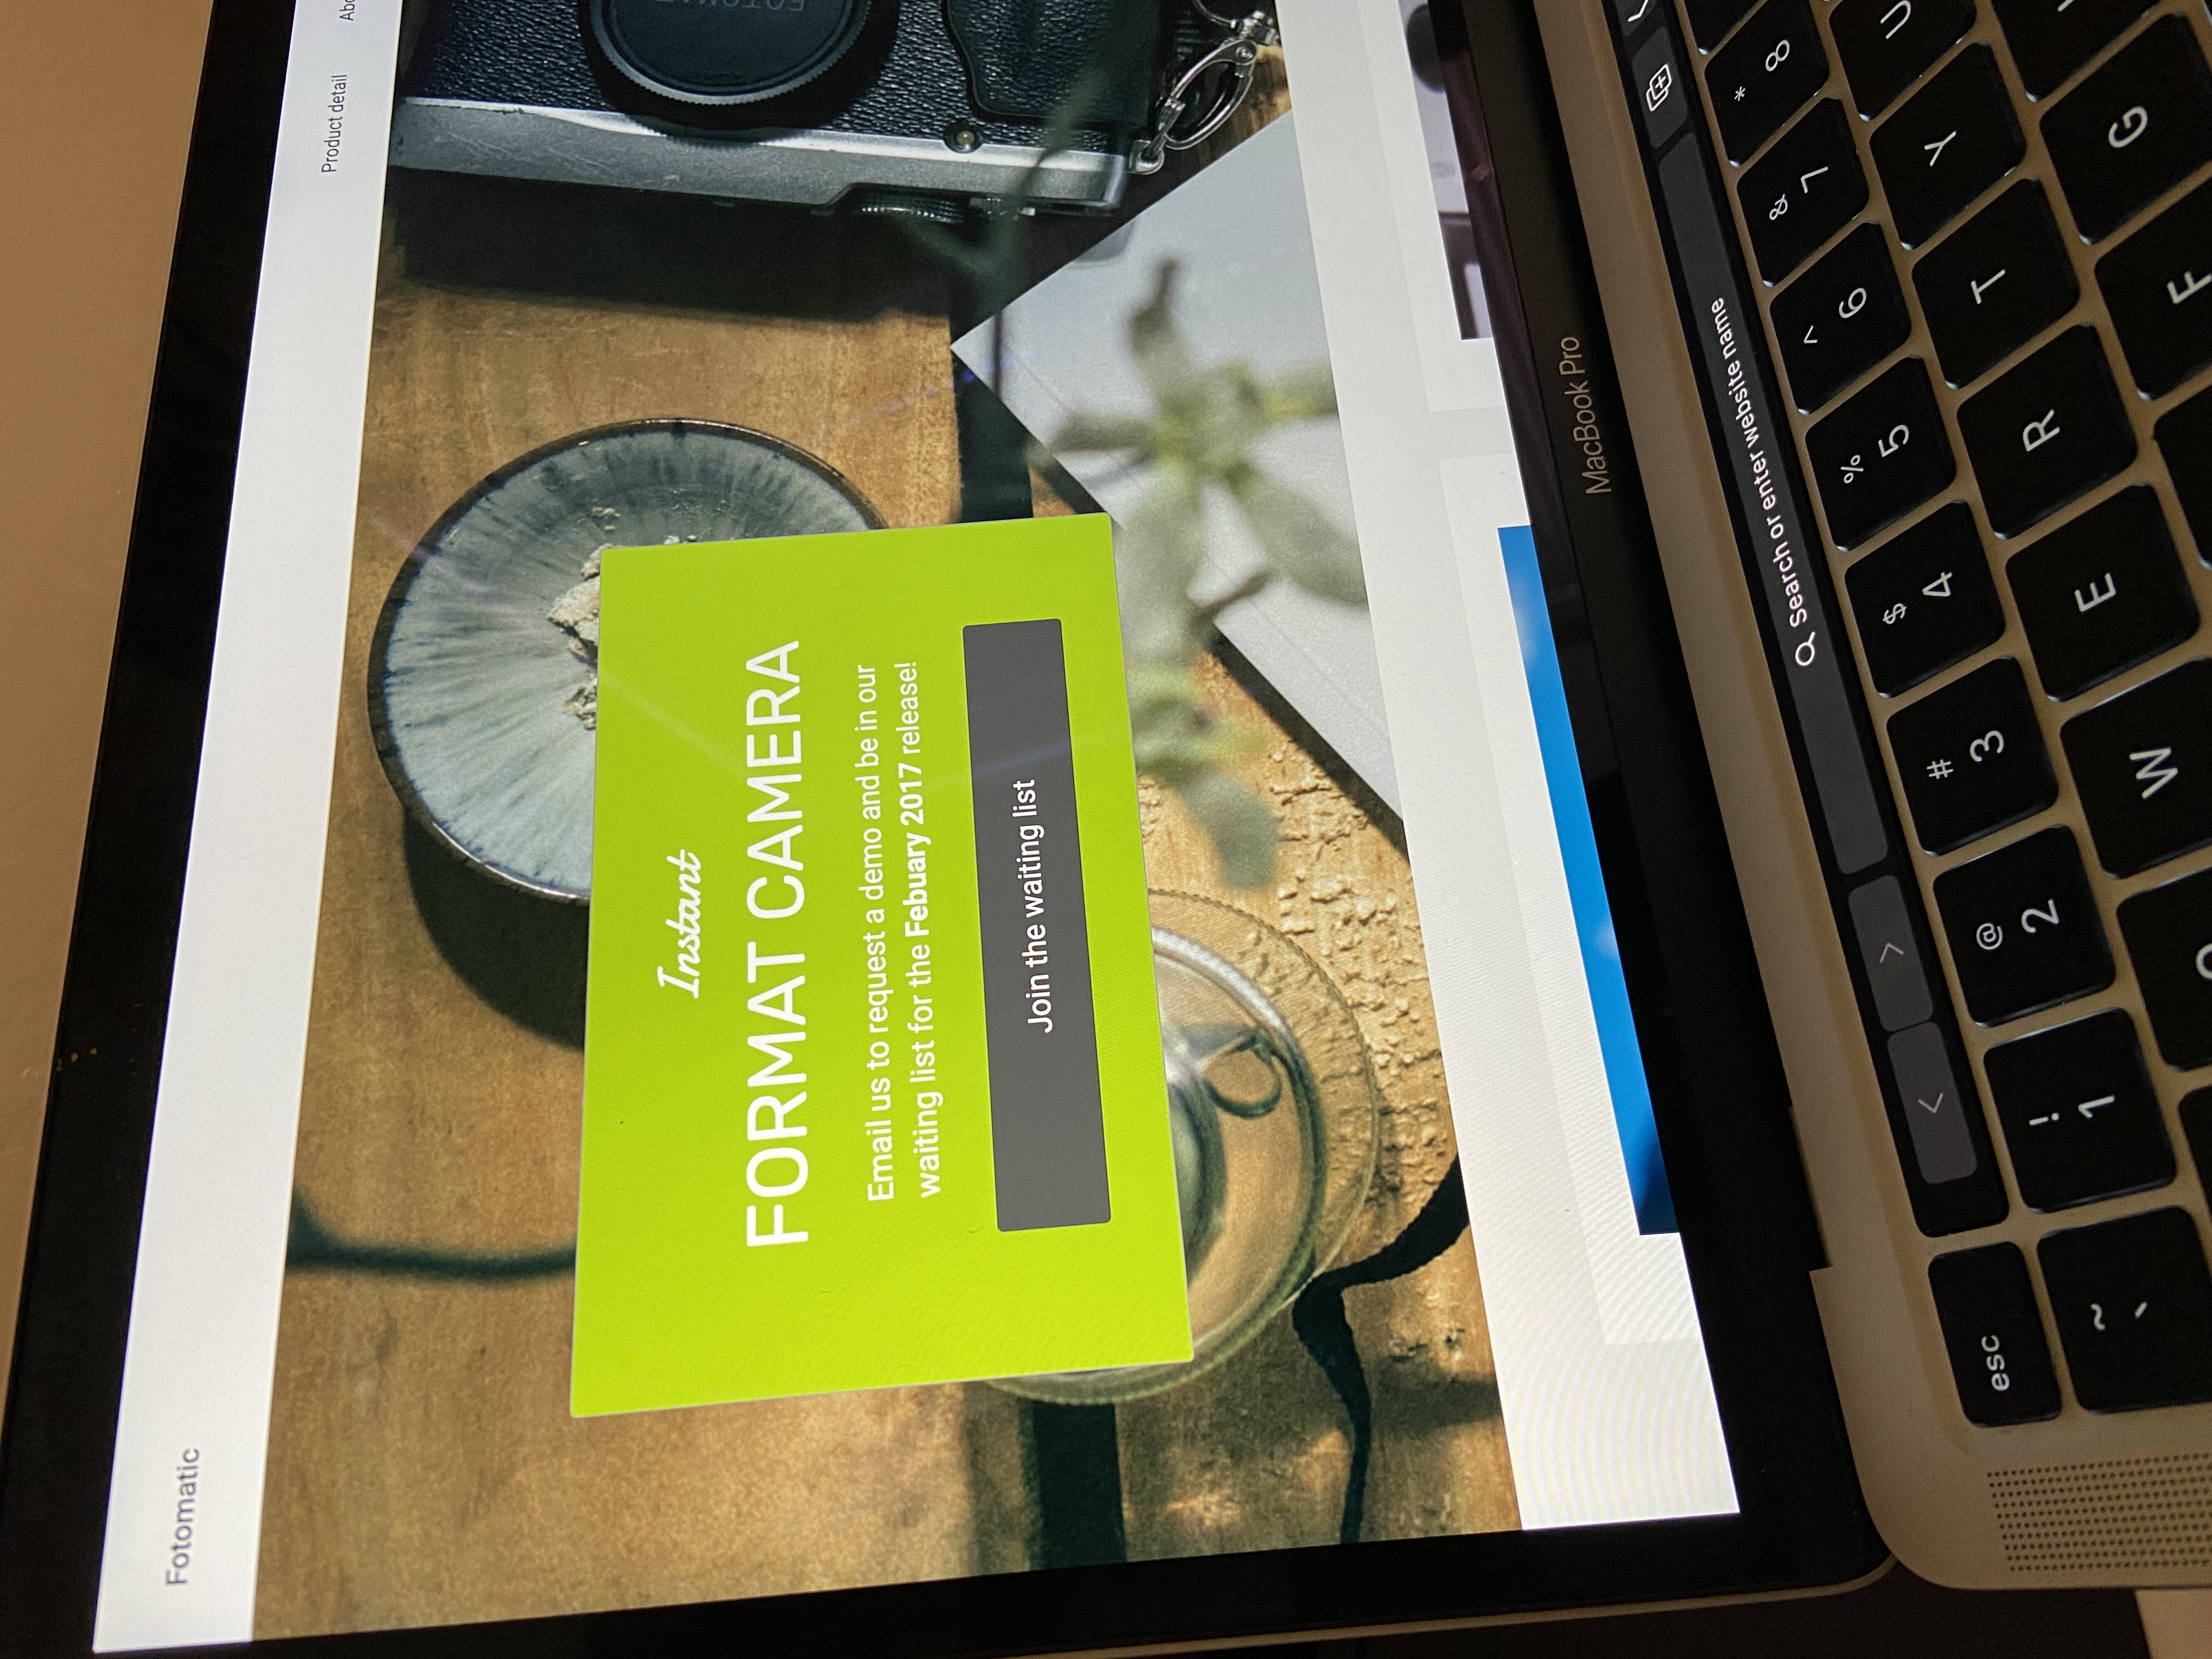 Fotomatic
Product detail
Instant
FORMAT CAMERA
Email us to request a demo and be in our
waiting list for the Febuary 2017 release!
Join the waiting list
MacBook Pro
Search or enter website name
esc
~ `
! 1
@ 2
# 3
$ 4
% 5
^ 6
& 7
* 8
W E R T Y U
F G